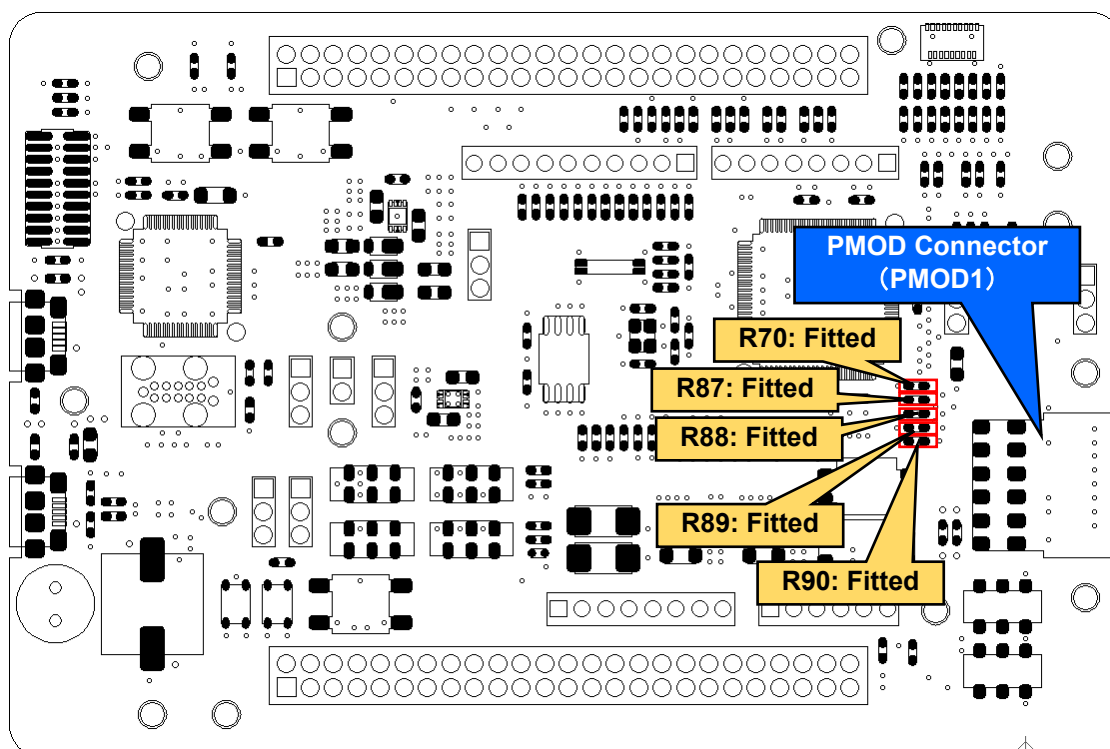 PMOD Connector
（PMOD1）
R70: Fitted
R87: Fitted
R88: Fitted
R89: Fitted
R90: Fitted